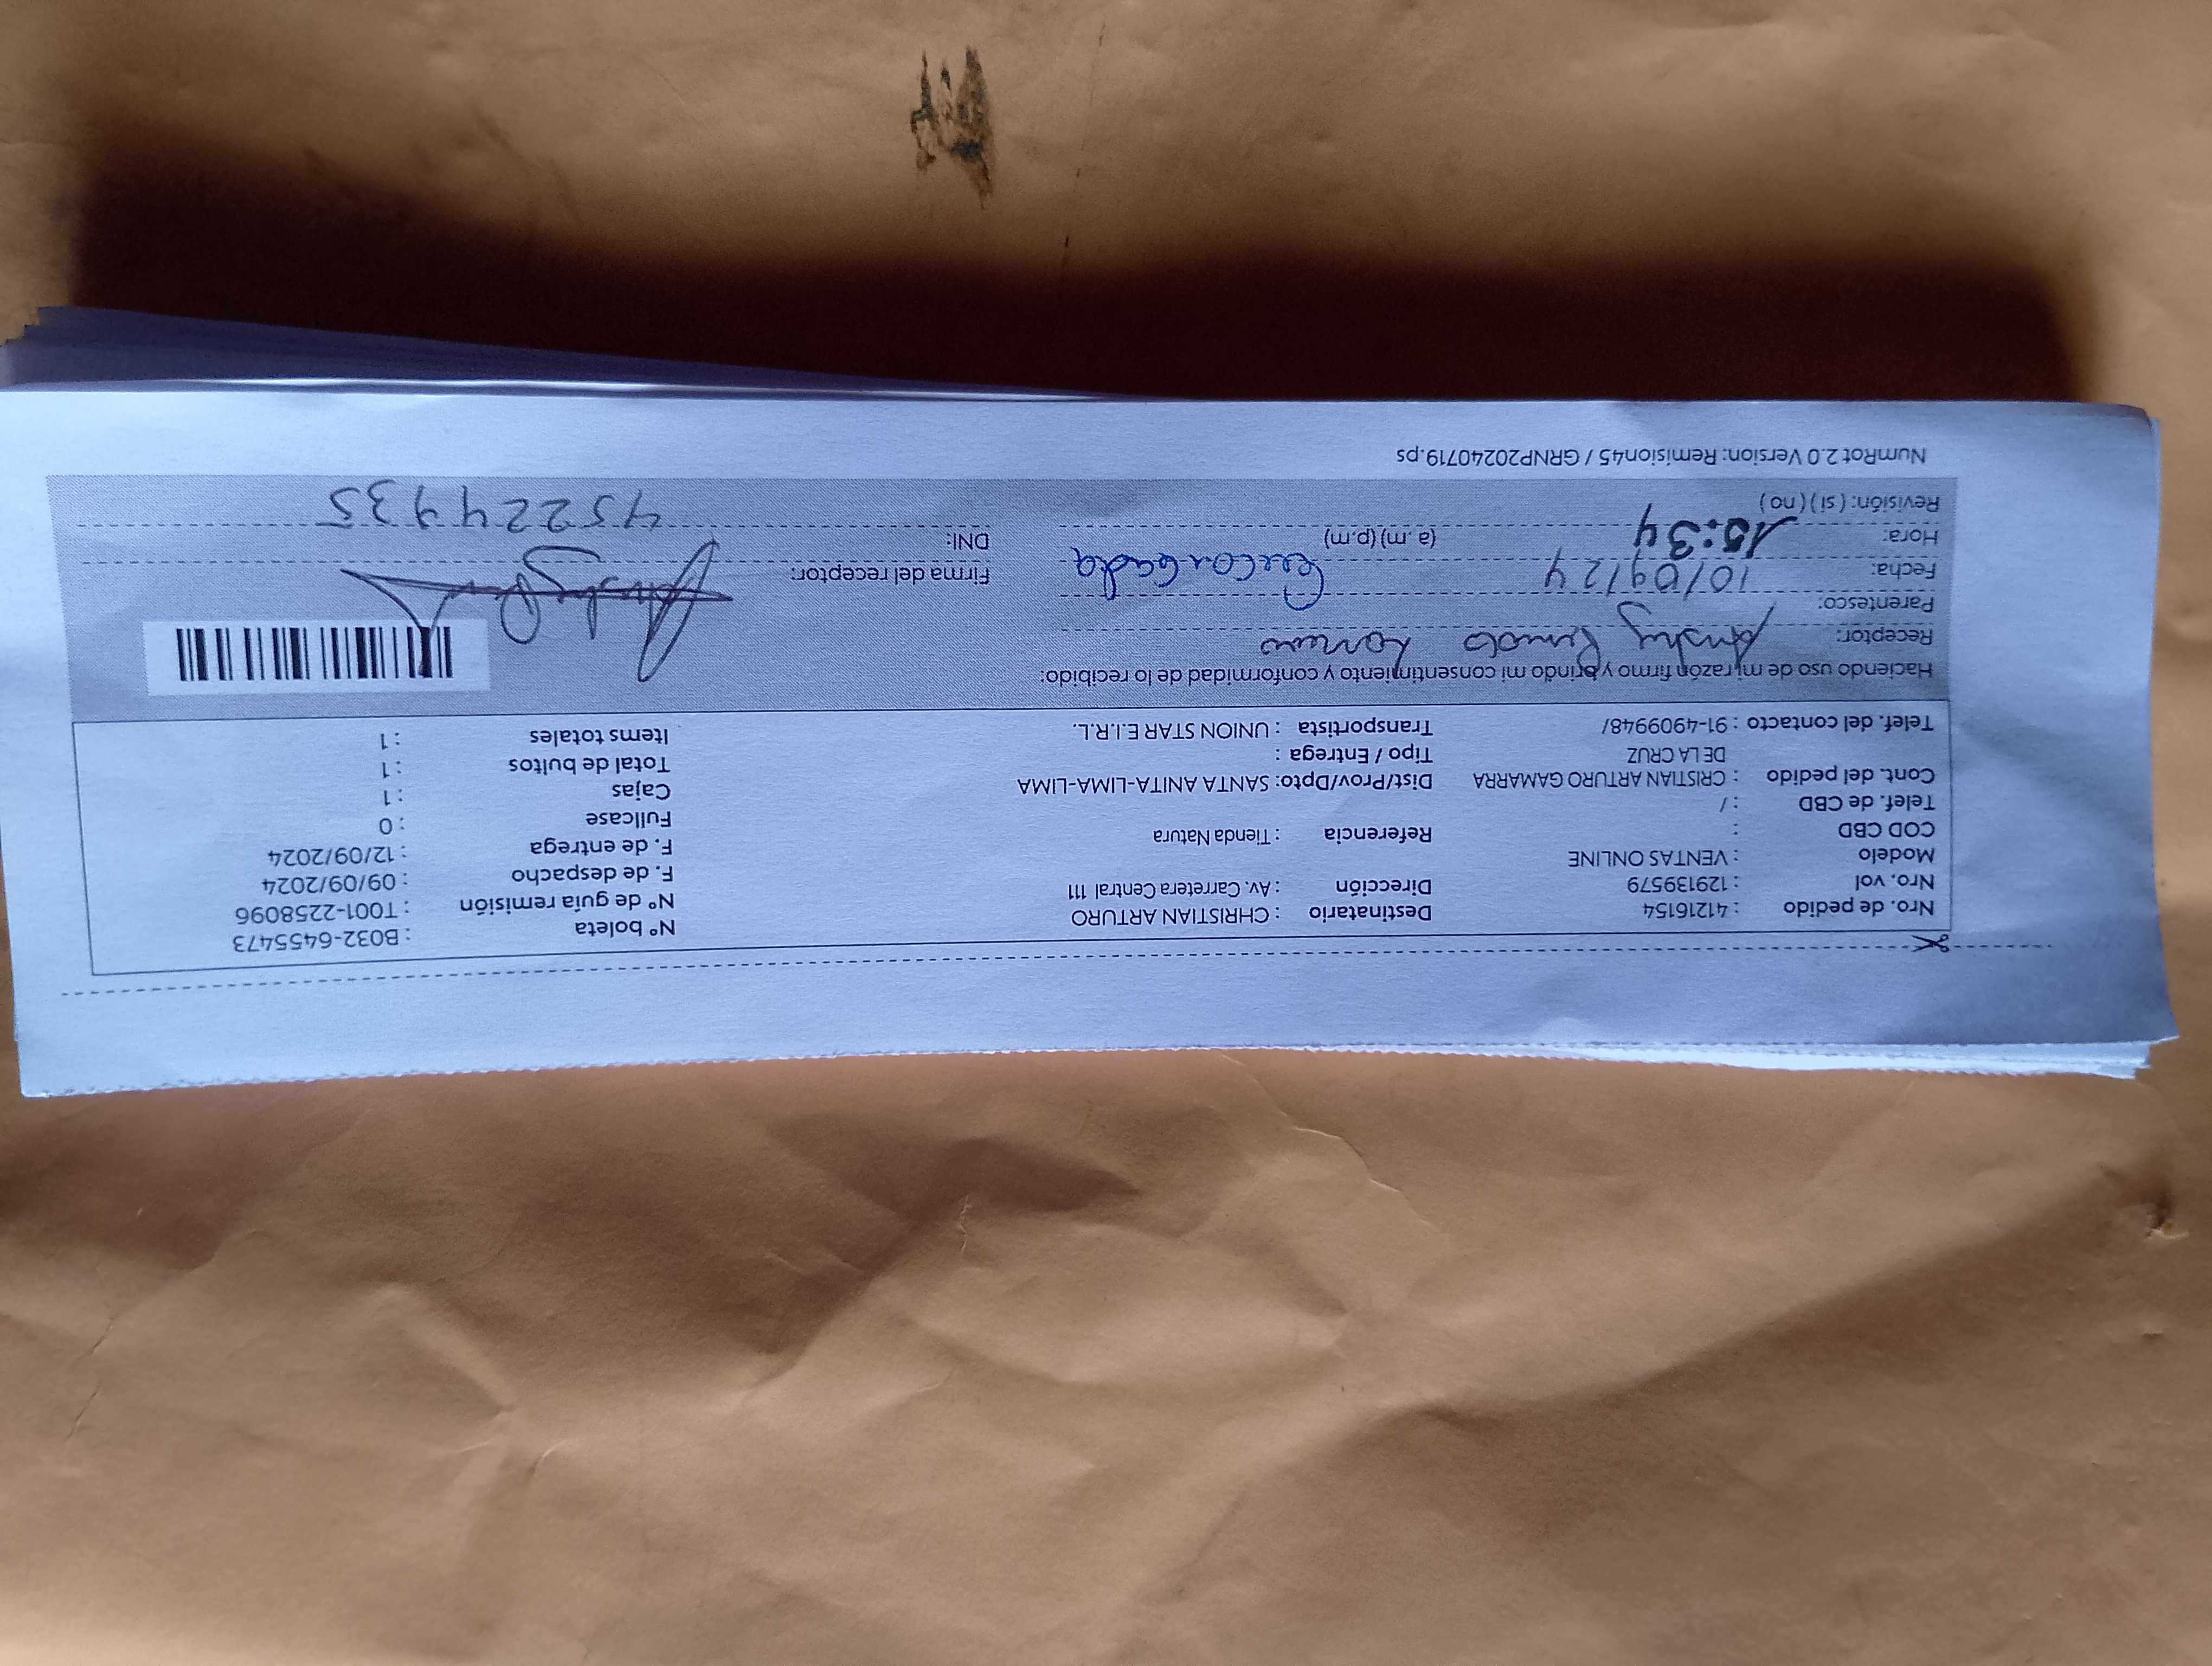 Nro. de pedido : 41216154 Destinatario : CHRISTIAN ARTURO Nº boleta : B032-6455473
Nro. vol : 129139579 Dirección : Av. Carretera Central 111 Nº de guía remisión : T001-2258096
Modelo : VENTAS ONLINE F. de despacho : 09/09/2024
COD CBD : Referencia : Tienda Natura F. de entrega : 12/09/2024
Telef. de CBD : / Fullcase : 0
Cont. del pedido : CRISTIAN ARTURO GAMARRA Dist/Prov/Dpto: SANTA ANITA-LIMA-LIMA Cajas : 1
DE LA CRUZ Tipo / Entrega : Total de bultos : 1
Telef. del contacto : 91-4909948/ Transportista : UNION STAR E.I.R.L. Items totales : 1
Haciendo uso de mi razón firmo y brindo mi consentimiento y conformidad de lo recibido:
Receptor:
Parentesco:
Fecha: 10/09/24 Firma del receptor:
Hora: 15:34 (a. m) (p.m) DNI: 45224935
Revisión: ( si ) ( no )
NumRot 2.0 Version: Remision45 / GRNP20240719.ps